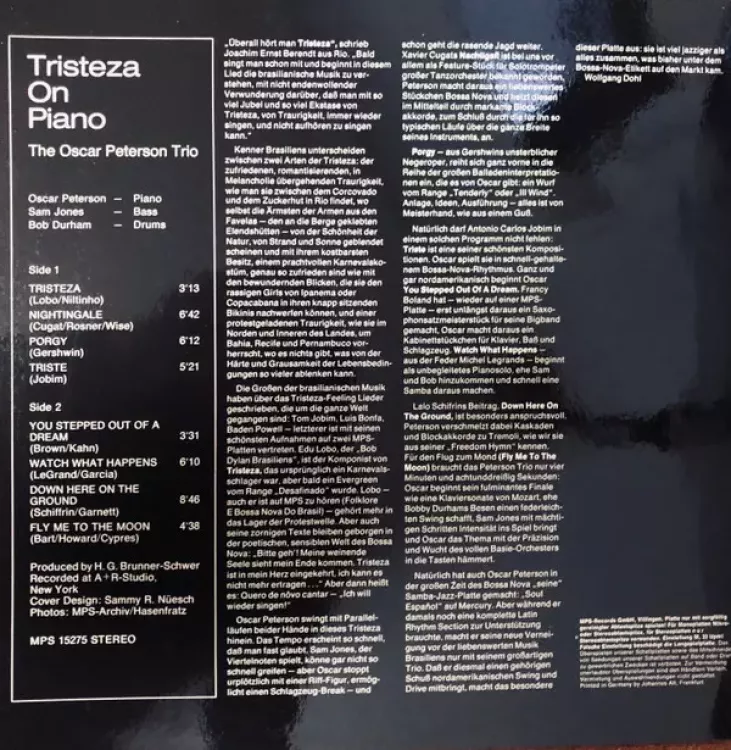 Tristeza
On
Piano
The Oscar Peterson Trio
Oscar Peterson – Piano
Sam Jones – Bass
Bob Durham – Drums
Side 1
TRISTEZA 3'13
(Lobo/Niltinho)
NIGHTINGALE 6'42
(Cugat/Rosner/Wise)
PORGY 6'12
(Gershwin)
TRISTE 5'21
(Jobim)
Side 2
YOU STEPPED OUT OF A
DREAM 3'31
(Brown/Kahn)
WATCH WHAT HAPPENS 6'10
(LeGrand/Garcia)
DOWN HERE ON THE
GROUND 8'46
(Schifrin/Garnett)
FLY ME TO THE MOON 4'38
(Bart/Howard/Cypres)
Produced by H. G. Brunner-Schwer
Recorded at A+R-Studio,
New York
Cover Design: Sammy R. Nüesch
Photos: MPS-Archiv/Hasenfratz
MPS 15275 STEREO
„Überall hört man Tristeza", schrieb
Joachim Ernst Berendt aus Rio. „Bald
singt man schon mit und beginnt in diesem
Lied die brasilianische Musik zu ver-
stehen, mit nicht endenwollender
Verwunderung darüber, daß man mit so
viel Jubel und so viel Ekstase von
Tristeza, von Traurigkeit, immer wieder
singen, und nicht aufhören zu singen
kann."
Kenner Brasiliens unterscheiden
zwischen zwei Arten der Tristeza: der
zufriedenen, romantisierenden, in
Melancholie übergehenden Traurigkeit,
wie man sie zwischen dem Corcovado
und dem Zuckerhut in Rio findet, wo
selbst die Ärmsten der Armen aus den
Favelas – den an die Berge geklebten
Elendshütten – von der Schönheit der
Natur, von Strand und Sonne geblendet
scheinen und mit ihrem kostbarsten
Besitz, einem prachtvollen Karnevalsko-
stüm, genau so zufrieden sind wie mit
den bewundernden Blicken, die sie den
rassigen Girls von Ipanema oder
Copacabana in ihren knapp sitzenden
Bikinis nachwerfen können, und einer
protestgeladenen Traurigkeit, wie sie im
Norden und Inneren des Landes, um
Bahia, Recife und Pernambuco vor-
herrscht, wo es nichts gibt, was von der
Härte und Grausamkeit der Lebensbedin-
gungen so vieler ablenken kann.
Die Großen der brasilianischen Musik
haben über das Tristeza-Feeling Lieder
geschrieben, die um die ganze Welt
gegangen sind: Tom Jobim, Luis Bonfa,
Baden Powell – letzterer ist mit seinen
schönsten Aufnahmen auf zwei MPS-
Platten vertreten. Edu Lobo, der „Bob
Dylan Brasiliens", ist der Komponist von
Tristeza, das ursprünglich ein Karnevals-
schlager war, aber bald ein Evergreen
vom Range „Desafinado" wurde. Lobo –
auch er ist auf MPS zu hören (Folklore
E Bossa Nova Do Brasil) – gehört mehr in
das Lager der Protestwelle. Aber auch
seine zornigen Texte bleiben geborgen in
der poetischen, sensiblen Welt des Bossa
Nova: „Bitte geh'! Meine weinende
Seele sieht mein Ende kommen. Tristeza
ist in mein Herz eingekehrt, ich kann es
nicht mehr ertragen . . ." Aber dann heißt
es: Quero de nôvo cantar – „Ich will
wieder singen!"
Oscar Peterson swingt mit Parallel-
läufen beider Hände in dieses Tristeza
hinein. Das Tempo erscheint so schnell,
daß man fast glaubt, Sam Jones, der
Viertelnoten spielt, könne gar nicht so
schnell greifen – aber Oscar stoppt
urplötzlich mit einer Riff-Figur, ermög-
licht einen Schlagzeug-Break – und
schon geht die rasende Jagd weiter.
Xavier Cugats Nachtigall ist bei uns vor
allem als Feature-Stück für Solotrompeter
großer Tanzorchester bekannt geworden,
Peterson macht daraus ein liebenswertes
Stückchen Bossa Nova und heizt diesen
im Mittelteil durch markante Block-
akkorde, zum Schluß durch die für ihn so
typischen Läufe über die ganze Breite
seines Instruments, an.
Porgy – aus Gershwins unsterblicher
Negeroper, reiht sich ganz vorne in die
Reihe der großen Balladeninterpretatio-
nen ein, die es von Oscar gibt: ein Wurf
vom Range „Tenderly" oder „Ill Wind".
Anlage, Ideen, Ausführung – alles ist von
Meisterhand, wie aus einem Guß.
Natürlich darf Antonio Carlos Jobim in
einem solchen Programm nicht fehlen:
Triste ist eine seiner schönsten Komposi-
tionen. Oscar spielt sie in schnell-gehalte-
nem Bossa-Nova-Rhythmus. Ganz und
gar nordamerikanisch beginnt Oscar
You Stepped Out Of A Dream. Francy
Boland hat – wieder auf einer MPS-
Platte – erst unlängst daraus ein Saxo-
phonsatzmeisterstück für seine Bigband
gemacht, Oscar macht daraus ein
Kabinettstückchen für Klavier, Baß und
Schlagzeug. Watch What Happens –
aus der Feder Michel Legrands – beginnt
als unbegleitetes Pianosolo, ehe Sam
und Bob hinzukommen und schnell eine
Samba daraus machen.
Lalo Schifrins Beitrag, Down Here On
The Ground, ist besonders anspruchsvoll.
Peterson verschmelzt dabei Kaskaden
und Blockakkorde zu Tremoli, wie wir sie
aus seiner „Freedom Hymn" kennen.
Für den Flug zum Mond (Fly Me To The
Moon) braucht das Peterson Trio nur vier
Minuten und achtunddreißig Sekunden:
Oscar beginnt sein fulminantes Finale
wie eine Klaviersonate von Mozart, ehe
Bobby Durhams Besen einen federleich-
ten Swing schafft, Sam Jones mit mächti-
gen Schritten Intensität ins Spiel bringt
und Oscar das Thema mit der Präzision
und Wucht des vollen Basie-Orchesters
in die Tasten hämmert.
Natürlich hat auch Oscar Peterson in
der großen Zeit des Bossa Nova „seine"
Samba-Jazz-Platte gemacht: „Soul
Español" auf Mercury. Aber während er
damals noch eine komplette Latin
Rhythm Section zur Unterstützung
brauchte, macht er seine neue Vernei-
gung vor der liebenswerten Musik
Brasiliens nur mit seinem großartigen
Trio. Daß er diesmal einen gehörigen
Schuß nordamerikanischen Swing und
Drive mitbringt, macht das besondere
dieser Platte aus: sie ist viel jazziger als
alles zusammen, was bisher unter dem
Bossa-Nova-Etikett auf den Markt kam.
Wolfgang Dohl
MPS-Records GmbH, Villingen.
Printed in Germany by Johannes Alt, Frankfurt